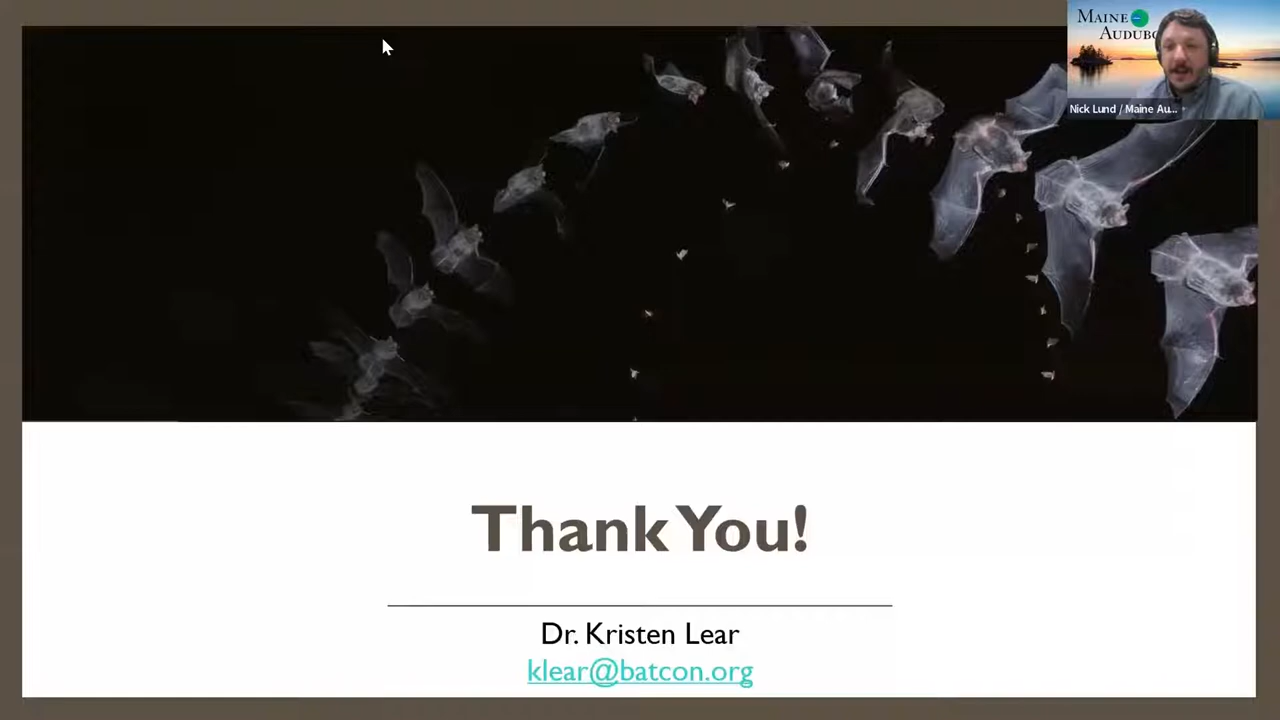 MAINE
AUDUBO
Nick Lund / Maine Au...
Thank You!
Dr. Kristen Lear
klear@batcon.org